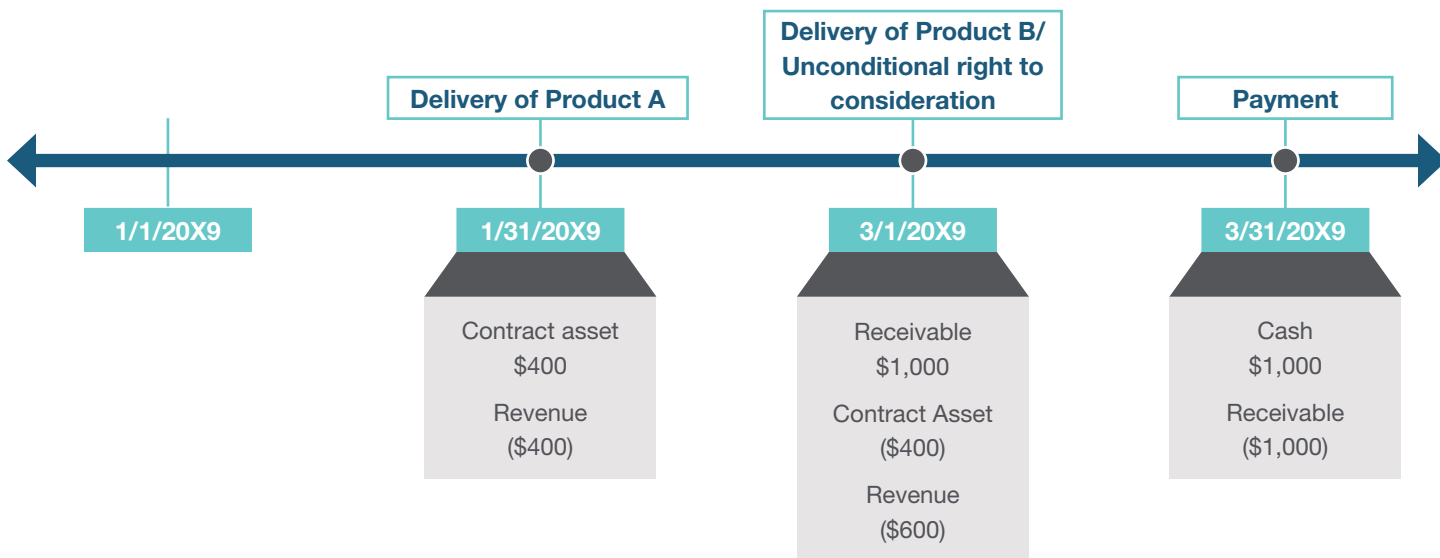 Delivery of Product A
Delivery of Product B/
Unconditional right to
consideration
Payment
1/1/20X9
1/31/20X9
3/1/20X9
3/31/20X9
Contract asset
$400
Revenue
($400)
Receivable
$1,000
Contract Asset
($400)
Revenue
($600)
Cash
$1,000
Receivable
($1,000)